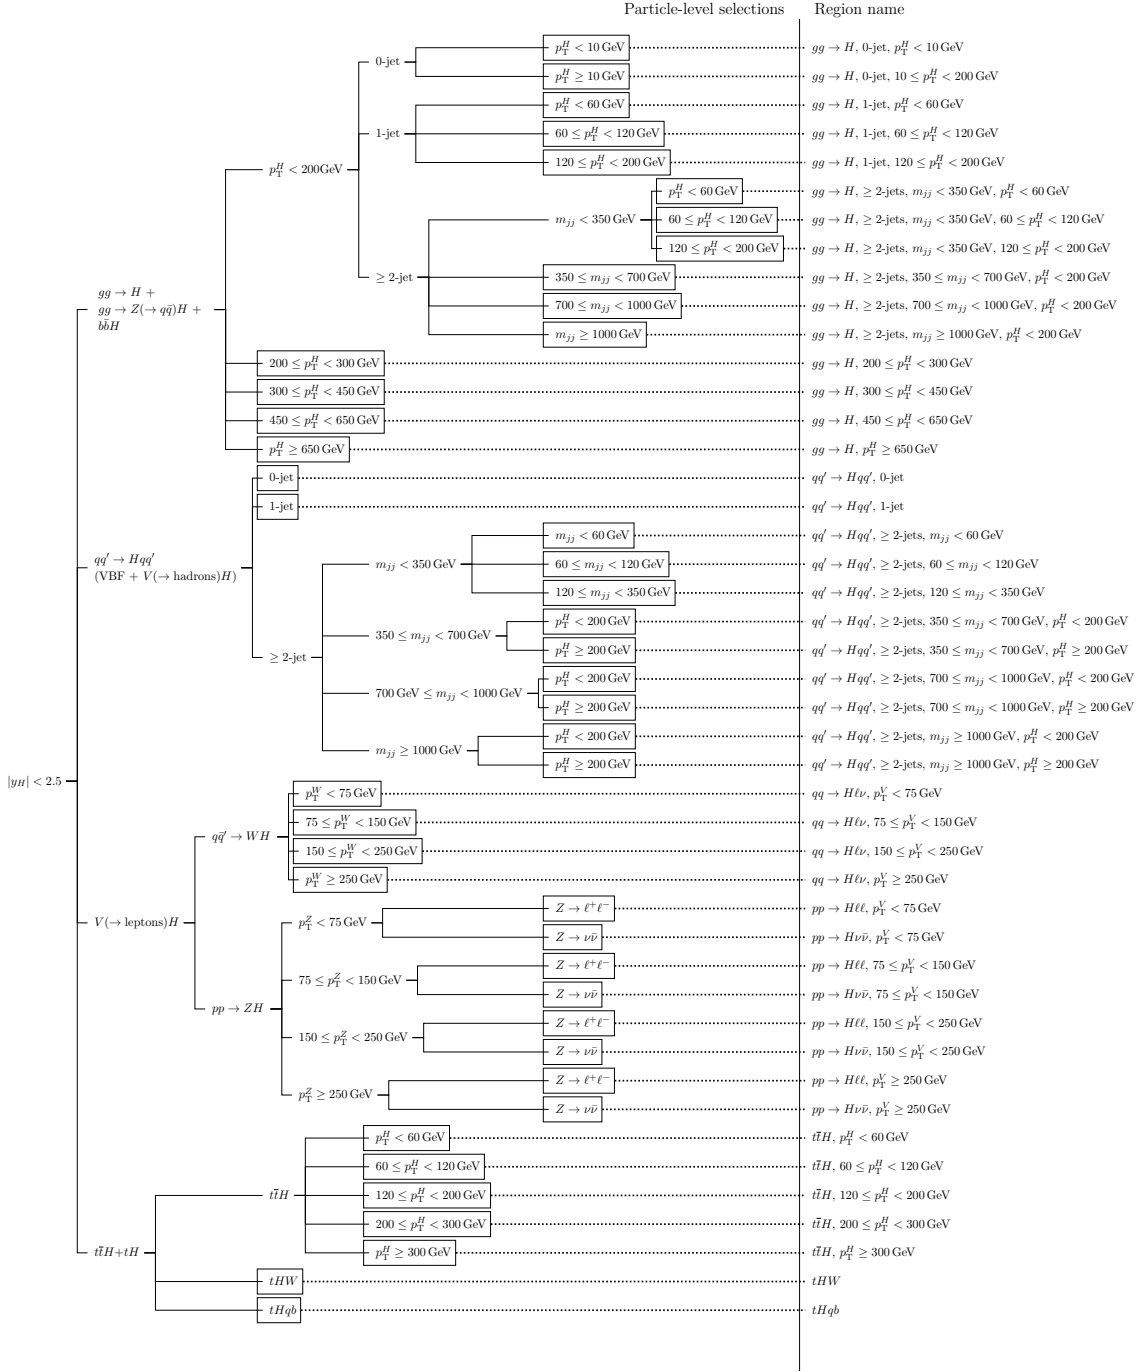 Particle-level selections Region name
p_T^H < 10 GeV gg → H, 0-jet, p_T^H < 10 GeV
0-jet
p_T^H ≥ 10 GeV gg → H, 0-jet, 10 ≤ p_T^H < 200 GeV
p_T^H < 60 GeV gg → H, 1-jet, p_T^H < 60 GeV
1-jet 60 ≤ p_T^H < 120 GeV gg → H, 1-jet, 60 ≤ p_T^H < 120 GeV
120 ≤ p_T^H < 200 GeV gg → H, 1-jet, 120 ≤ p_T^H < 200 GeV
p_T^H < 200GeV
p_T^H < 60 GeV gg → H, ≥ 2-jets, m_jj < 350 GeV, p_T^H < 60 GeV
m_jj < 350 GeV 60 ≤ p_T^H < 120 GeV gg → H, ≥ 2-jets, m_jj < 350 GeV, 60 ≤ p_T^H < 120 GeV
120 ≤ p_T^H < 200 GeV gg → H, ≥ 2-jets, m_jj < 350 GeV, 120 ≤ p_T^H < 200 GeV
≥ 2-jet 350 ≤ m_jj < 700 GeV gg → H, ≥ 2-jets, 350 ≤ m_jj < 700 GeV, p_T^H < 200 GeV
gg → H +
gg → Z(→ qq̄)H +
bb̄H
700 ≤ m_jj < 1000 GeV gg → H, ≥ 2-jets, 700 ≤ m_jj < 1000 GeV, p_T^H < 200 GeV
m_jj ≥ 1000 GeV gg → H, ≥ 2-jets, m_jj ≥ 1000 GeV, p_T^H < 200 GeV
200 ≤ p_T^H < 300 GeV gg → H, 200 ≤ p_T^H < 300 GeV
300 ≤ p_T^H < 450 GeV gg → H, 300 ≤ p_T^H < 450 GeV
450 ≤ p_T^H < 650 GeV gg → H, 450 ≤ p_T^H < 650 GeV
p_T^H ≥ 650 GeV gg → H, p_T^H ≥ 650 GeV
0-jet qq′ → Hqq′, 0-jet
1-jet qq′ → Hqq′, 1-jet
m_jj < 60 GeV qq′ → Hqq′, ≥ 2-jets, m_jj < 60 GeV
qq′ → Hqq′
(VBF + V(→ hadrons)H)
m_jj < 350 GeV 60 ≤ m_jj < 120 GeV qq′ → Hqq′, ≥ 2-jets, 60 ≤ m_jj < 120 GeV
120 ≤ m_jj < 350 GeV qq′ → Hqq′, ≥ 2-jets, 120 ≤ m_jj < 350 GeV
p_T^H < 200 GeV qq′ → Hqq′, ≥ 2-jets, 350 ≤ m_jj < 700 GeV, p_T^H < 200 GeV
350 ≤ m_jj < 700 GeV
p_T^H ≥ 200 GeV qq′ → Hqq′, ≥ 2-jets, 350 ≤ m_jj < 700 GeV, p_T^H ≥ 200 GeV
≥ 2-jet
p_T^H < 200 GeV qq′ → Hqq′, ≥ 2-jets, 700 ≤ m_jj < 1000 GeV, p_T^H < 200 GeV
700 GeV ≤ m_jj < 1000 GeV
p_T^H ≥ 200 GeV qq′ → Hqq′, ≥ 2-jets, 700 ≤ m_jj < 1000 GeV, p_T^H ≥ 200 GeV
p_T^H < 200 GeV qq′ → Hqq′, ≥ 2-jets, m_jj ≥ 1000 GeV, p_T^H < 200 GeV
m_jj ≥ 1000 GeV
p_T^H ≥ 200 GeV qq′ → Hqq′, ≥ 2-jets, m_jj ≥ 1000 GeV, p_T^H ≥ 200 GeV
|y_H| < 2.5
p_T^W < 75 GeV qq → Hℓν, p_T^V < 75 GeV
75 ≤ p_T^W < 150 GeV qq → Hℓν, 75 ≤ p_T^V < 150 GeV
qq̄′ → WH
150 ≤ p_T^W < 250 GeV qq → Hℓν, 150 ≤ p_T^V < 250 GeV
p_T^W ≥ 250 GeV qq → Hℓν, p_T^V ≥ 250 GeV
Z → ℓ⁺ℓ⁻ pp → Hℓℓ, p_T^V < 75 GeV
V(→ leptons)H p_T^Z < 75 GeV
Z → νν̄ pp → Hνν̄, p_T^V < 75 GeV
Z → ℓ⁺ℓ⁻ pp → Hℓℓ, 75 ≤ p_T^V < 150 GeV
75 ≤ p_T^Z < 150 GeV
Z → νν̄ pp → Hνν̄, 75 ≤ p_T^V < 150 GeV
pp → ZH
Z → ℓ⁺ℓ⁻ pp → Hℓℓ, 150 ≤ p_T^V < 250 GeV
150 ≤ p_T^Z < 250 GeV
Z → νν̄ pp → Hνν̄, 150 ≤ p_T^V < 250 GeV
Z → ℓ⁺ℓ⁻ pp → Hℓℓ, p_T^V ≥ 250 GeV
p_T^Z ≥ 250 GeV
Z → νν̄ pp → Hνν̄, p_T^V ≥ 250 GeV
p_T^H < 60 GeV tt̄H, p_T^H < 60 GeV
60 ≤ p_T^H < 120 GeV tt̄H, 60 ≤ p_T^H < 120 GeV
tt̄H 120 ≤ p_T^H < 200 GeV tt̄H, 120 ≤ p_T^H < 200 GeV
200 ≤ p_T^H < 300 GeV tt̄H, 200 ≤ p_T^H < 300 GeV
tt̄H+tH p_T^H ≥ 300 GeV tt̄H, p_T^H ≥ 300 GeV
tHW tHW
tHqb tHqb